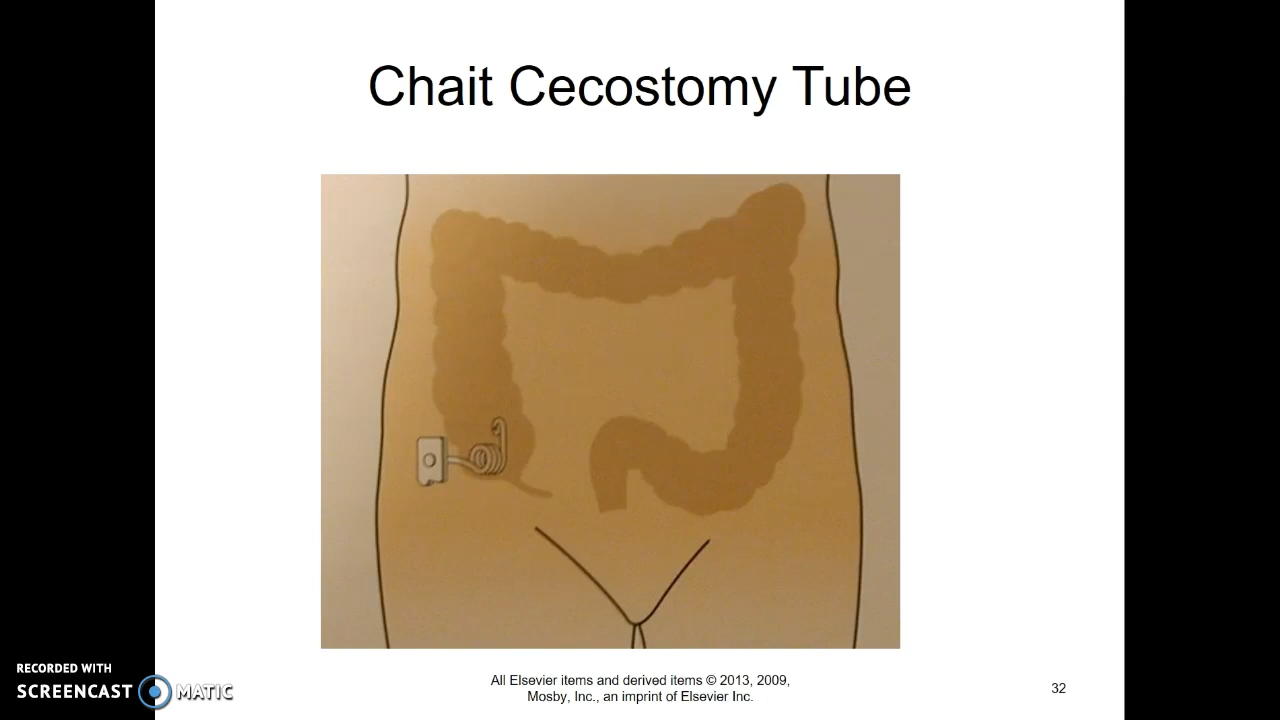 Chait Cecostomy Tube
RECORDED WITH
SCREENCAST MATIC
All Elsevier items and derived items © 2013, 2009,
Mosby, Inc., an imprint of Elsevier Inc.
32